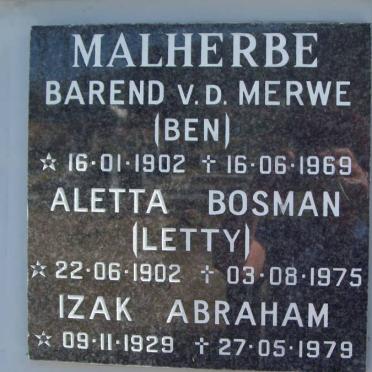 MALHERBE
BAREND V.D. MERWE
(BEN)
☆ 16·01·1902 ✝ 16·06·1969
ALETTA BOSMAN
(LETTY)
☆ 22·06·1902 ✝ 03·08·1975
IZAK ABRAHAM
☆ 09·11·1929 ✝ 27·05·1979